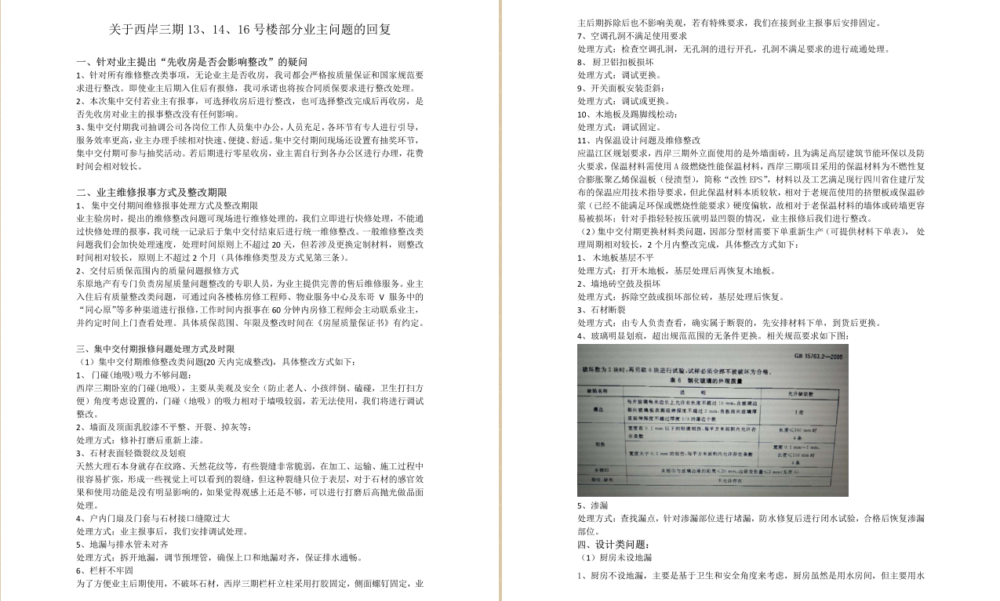 关于西岸三期 13、14、16 号楼部分业主问题的回复
一、针对业主提出“先收房是否会影响整改”的疑问
1、针对所有维修整改类事项，无论业主是否收房，我司都会严格按质量保证和国家规范要
求进行整改。即使业主后期入住后有报修，我司承诺也将按合同质保要求进行整改处理。
2、本次集中交付若业主有报事，可选择收房后进行整改，也可选择整改完成后再收房，是
否先收房对业主的报事整改没有任何影响。
3、集中交付期我司抽调公司各岗位工作人员集中办公，人员充足，各环节有专人进行引导，
服务效率更高，业主办理手续相对快速、便捷、舒适。集中交付期间现场还设置有抽奖环节，
集中交付期可参与抽奖活动。若后期进行零星收房，业主需自行到各办公区进行办理，花费
时间会相对较长。
二、业主维修报事方式及整改期限
1、 集中交付期间维修报事处理方式及整改期限
业主验房时，提出的维修整改问题可现场进行维修处理的，我们立即进行快修处理，不能通
过快修处理的报事，我司统一记录后于集中交付结束后进行统一维修整改。一般维修整改类
问题我们会加快处理速度，处理时间原则上不超过 20 天，但若涉及更换定制材料，则整改
时间相对较长，原则上不超过 2 个月（具体维修类型及方式见第三条）。
2、交付后质保范围内的质量问题报修方式
东原地产有专门负责房屋质量问题整改的专职人员，为业主提供完善的售后维修服务。业主
入住后有质量整改类问题，可通过向各楼栋房修工程师、物业服务中心及东哥 V 服务中的
“同心原”等多种渠道进行报修，工作时间内报事在 60 分钟内房修工程师会主动联系业主，
并约定时间上门查看处理。具体质保范围、年限及整改时间在《房屋质量保证书》有约定。
三、集中交付期报修问题处理方式及时限
（1）集中交付期维修整改类问题(20 天内完成整改)，具体整改方式如下：
1、 门碰(地吸)吸力不够问题：
西岸三期卧室的门碰(地吸)，主要从美观及安全（防止老人、小孩绊倒、磕碰，卫生打扫方
便）角度考虑设置的，门碰（地吸）的吸力相对于墙吸较弱，若无法使用，我们将进行调试
整改。
2、墙面及顶面乳胶漆不平整、开裂、掉灰等：
处理方式：修补打磨后重新上漆。
3、石材表面轻微裂纹及划痕
天然大理石本身就存在纹路、天然花纹等，有些裂缝非常脆弱，在加工、运输、施工过程中
很容易扩张，形成一些视觉上可以看到的裂缝，但这种裂缝只位于表层，对于石材的感官效
果和使用功能是没有明显影响的，如果觉得观感上还是不够，可以进行打磨后高抛光做晶面
处理。
4、户内门扇及门套与石材接口缝隙过大
处理方式：业主报事后，我们安排调试处理。
5、地漏与排水管未对齐
处理方式：拆开地漏，调节预埋管，确保上口和地漏对齐，保证排水通畅。
6、栏杆不牢固
为了方便业主后期使用，不破坏石材，西岸三期栏杆立柱采用打胶固定，侧面螺钉固定，业
主后期拆除后也不影响美观，若有特殊要求，我们在接到业主报事后安排固定。
7、空调孔洞不满足使用要求
处理方式：检查空调孔洞，无孔洞的进行开孔，孔洞不满足要求的进行疏通处理。
8、 厨卫铝扣板损坏
处理方式：调试更换。
9、开关面板安装歪斜：
处理方式：调试或更换。
10、木地板及踢脚线松动：
处理方式：调试固定。
11、内保温设计问题及维修整改
应温江区规划要求，西岸三期外立面使用的是外墙面砖，且为满足高层建筑节能环保以及防
火要求，保温材料需使用 A 级燃烧性能保温材料，西岸三期项目采用的保温材料为不燃性复
合膨胀聚乙烯保温板（侵渍型），简称“改性 EPS”，材料以及工艺满足现行四川省住建厅发
布的保温应用技术指导要求，但此保温材料本质较软，相对于老规范使用的挤塑板或保温砂
浆（已经不能满足环保或燃烧性能要求）硬度偏软，故相对于老保温材料的墙体或砖墙更容
易被损坏；针对手指轻轻按压就明显凹裂的情况，业主报修后我们进行整改。
（2）集中交付期更换材料类问题，因部分型材需要下单重新生产（可提供材料下单表）， 处
理周期相对较长，2 个月内整改完成，具体整改方式如下：
1、 木地板基层不平
处理方式：打开木地板，基层处理后再恢复木地板。
2、墙地砖空鼓及损坏
处理方式：拆除空鼓或损坏部位砖，基层处理后恢复。
3、石材断裂
处理方式：由专人负责查看，确实属于断裂的，先安排材料下单，到货后更换。
4、玻璃明显划痕，超出规范范围的无条件更换。相关规范要求如下图：
GB 15763.2—2005
破坏数为 2 块时，再另取 6 块进行试验，试样必须全部不被破坏为合格。
表 6 钢化玻璃的外观质量
缺陷名称 说 明 允许缺陷数
爆边 每片玻璃每米边长上允许有长度不超过 10 mm，自玻璃边
部向玻璃板表面延伸深度不超过 2 mm，自板面向玻璃厚
度延伸深度不超过厚度 1/3 的爆边个数 1 处
划伤 宽度在 0.1 mm 以下的轻微划伤，每平方米面积内允许存
在条数 长度≤100 mm 时
4 条
宽度大于 0.1 mm 的划伤，每平方米面积内允许存在条数 宽度 0.1 mm～1 mm，
长度≤100 mm 时
4 条
夹钳印 夹钳印与玻璃边缘的距离≤20 mm，边部变形量≤2 mm(见图 5)
裂纹、缺角 不允许存在
5、渗漏
处理方式：查找漏点，针对渗漏部位进行堵漏，防水修复后进行闭水试验，合格后恢复渗漏
部位。
四、设计类问题：
（1）厨房未设地漏
1、厨房不设地漏，主要是基于卫生和安全角度来考虑，厨房虽然是用水房间，但主要用水